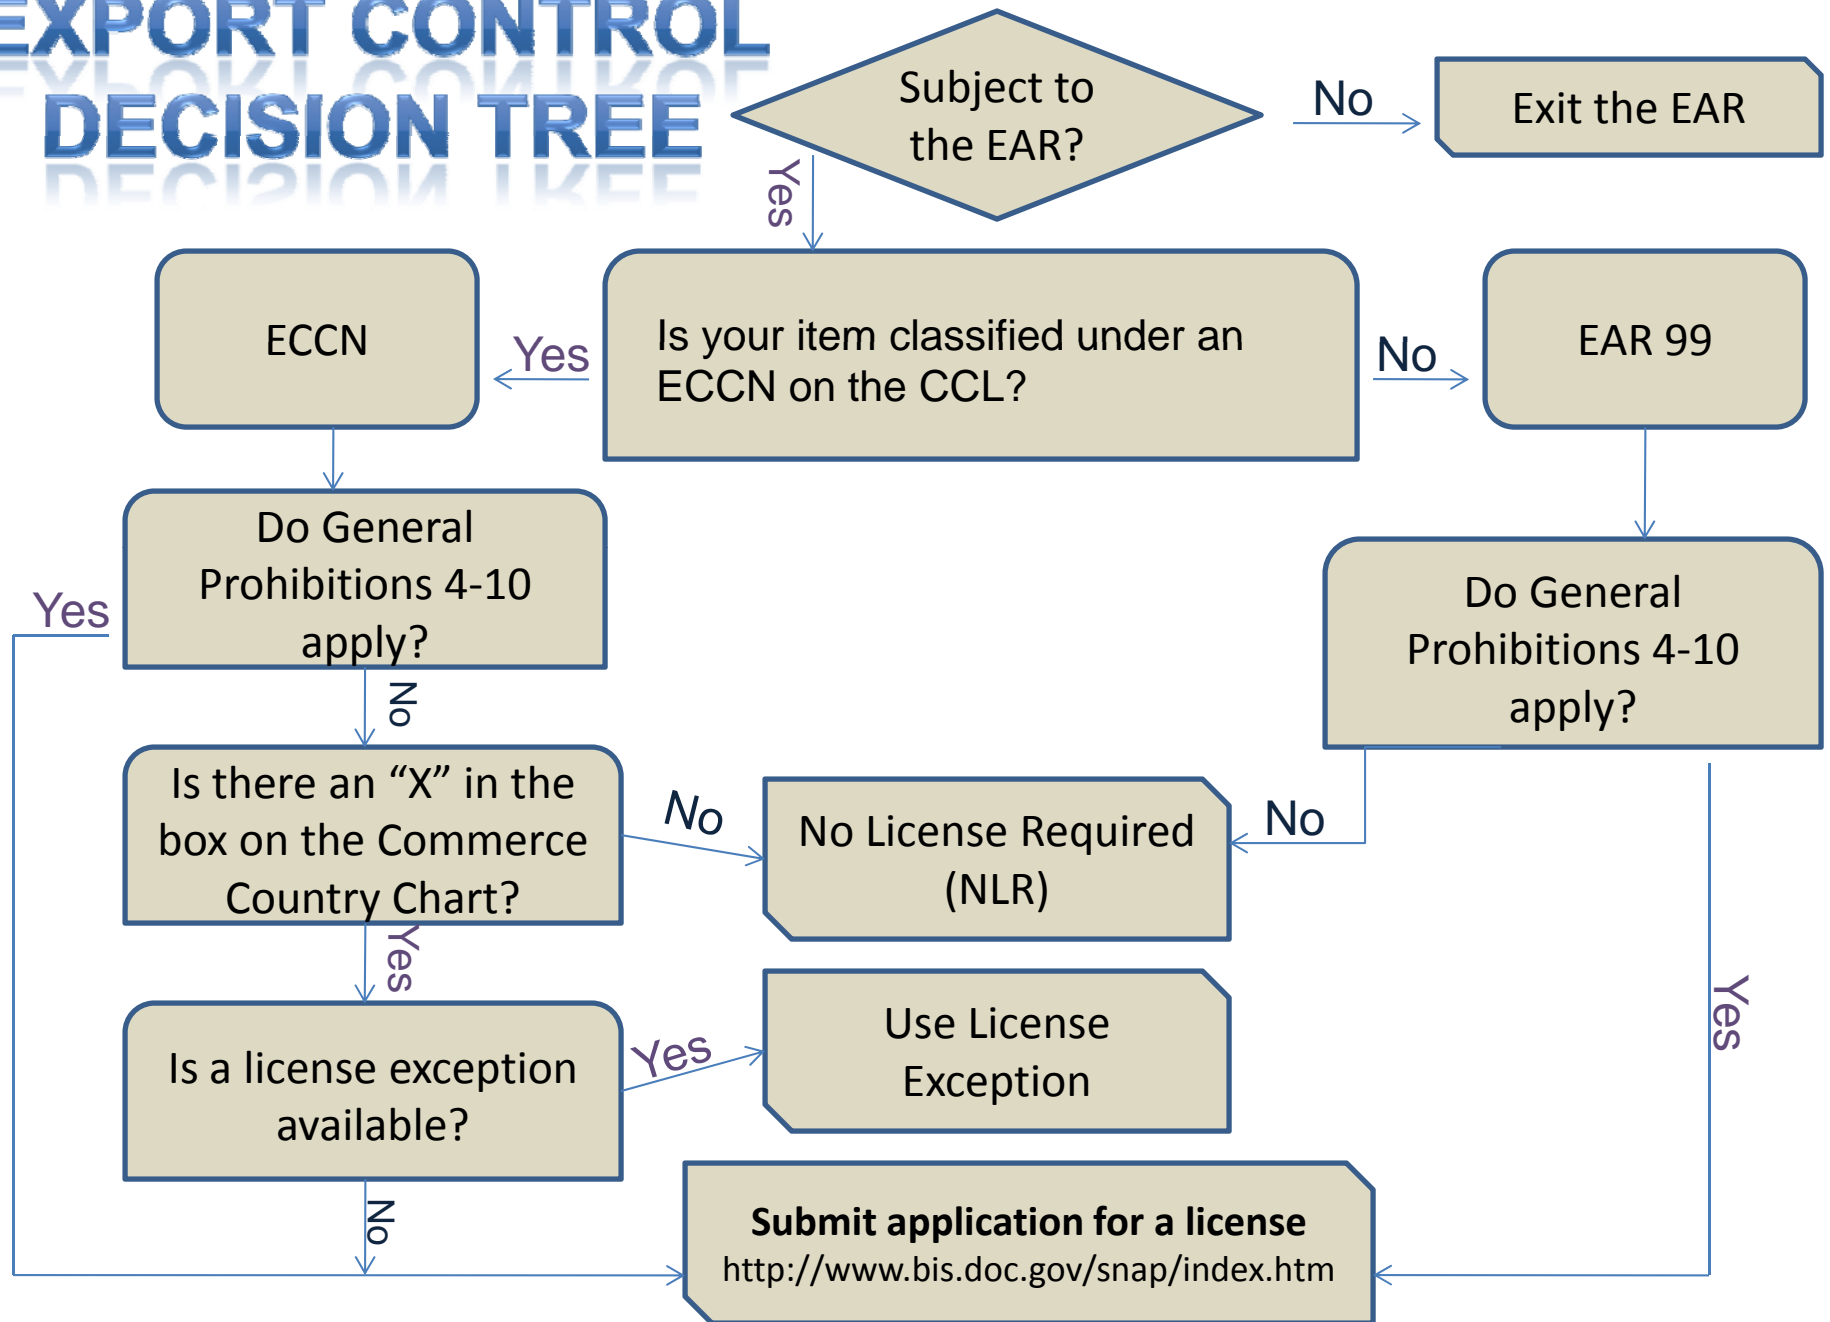 EXPORT CONTROL
DECISION TREE
Subject to
the EAR?
No
Exit the EAR
Yes
ECCN
Yes
Is your item classified under an
ECCN on the CCL?
No
EAR 99
Do General
Prohibitions 4-10
apply?
Yes
No
Do General
Prohibitions 4-10
apply?
Is there an “X” in the
box on the Commerce
Country Chart?
No
No License Required
(NLR)
No
Yes
Is a license exception
available?
Yes
Use License
Exception
Yes
No
Submit application for a license
http://www.bis.doc.gov/snap/index.htm